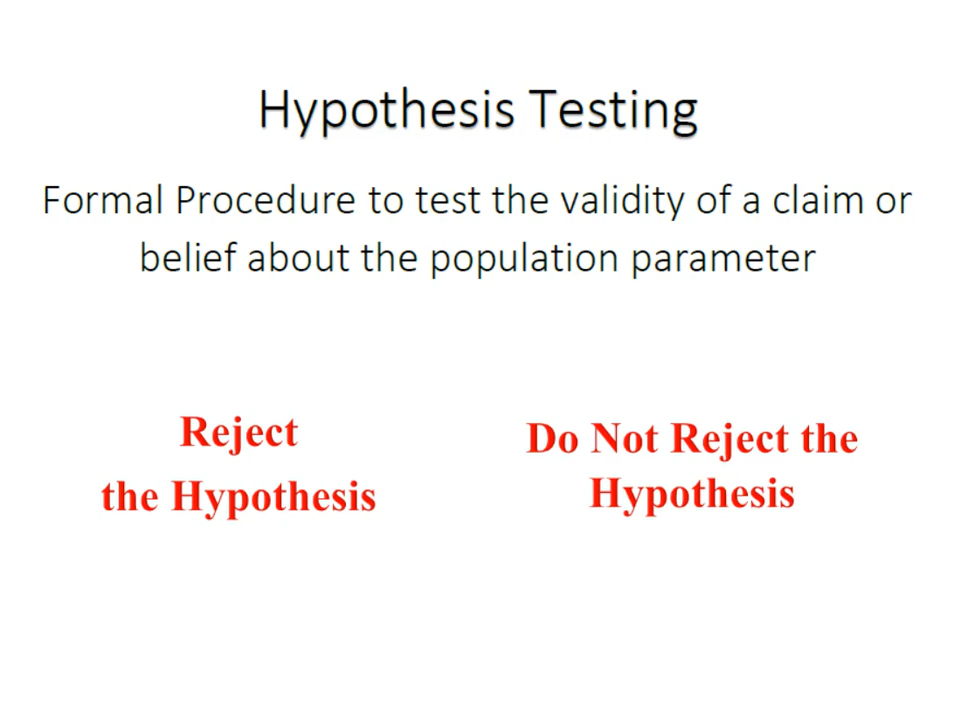 Hypothesis Testing
Formal Procedure to test the validity of a claim or
belief about the population parameter
Reject
the Hypothesis
Do Not Reject the
Hypothesis